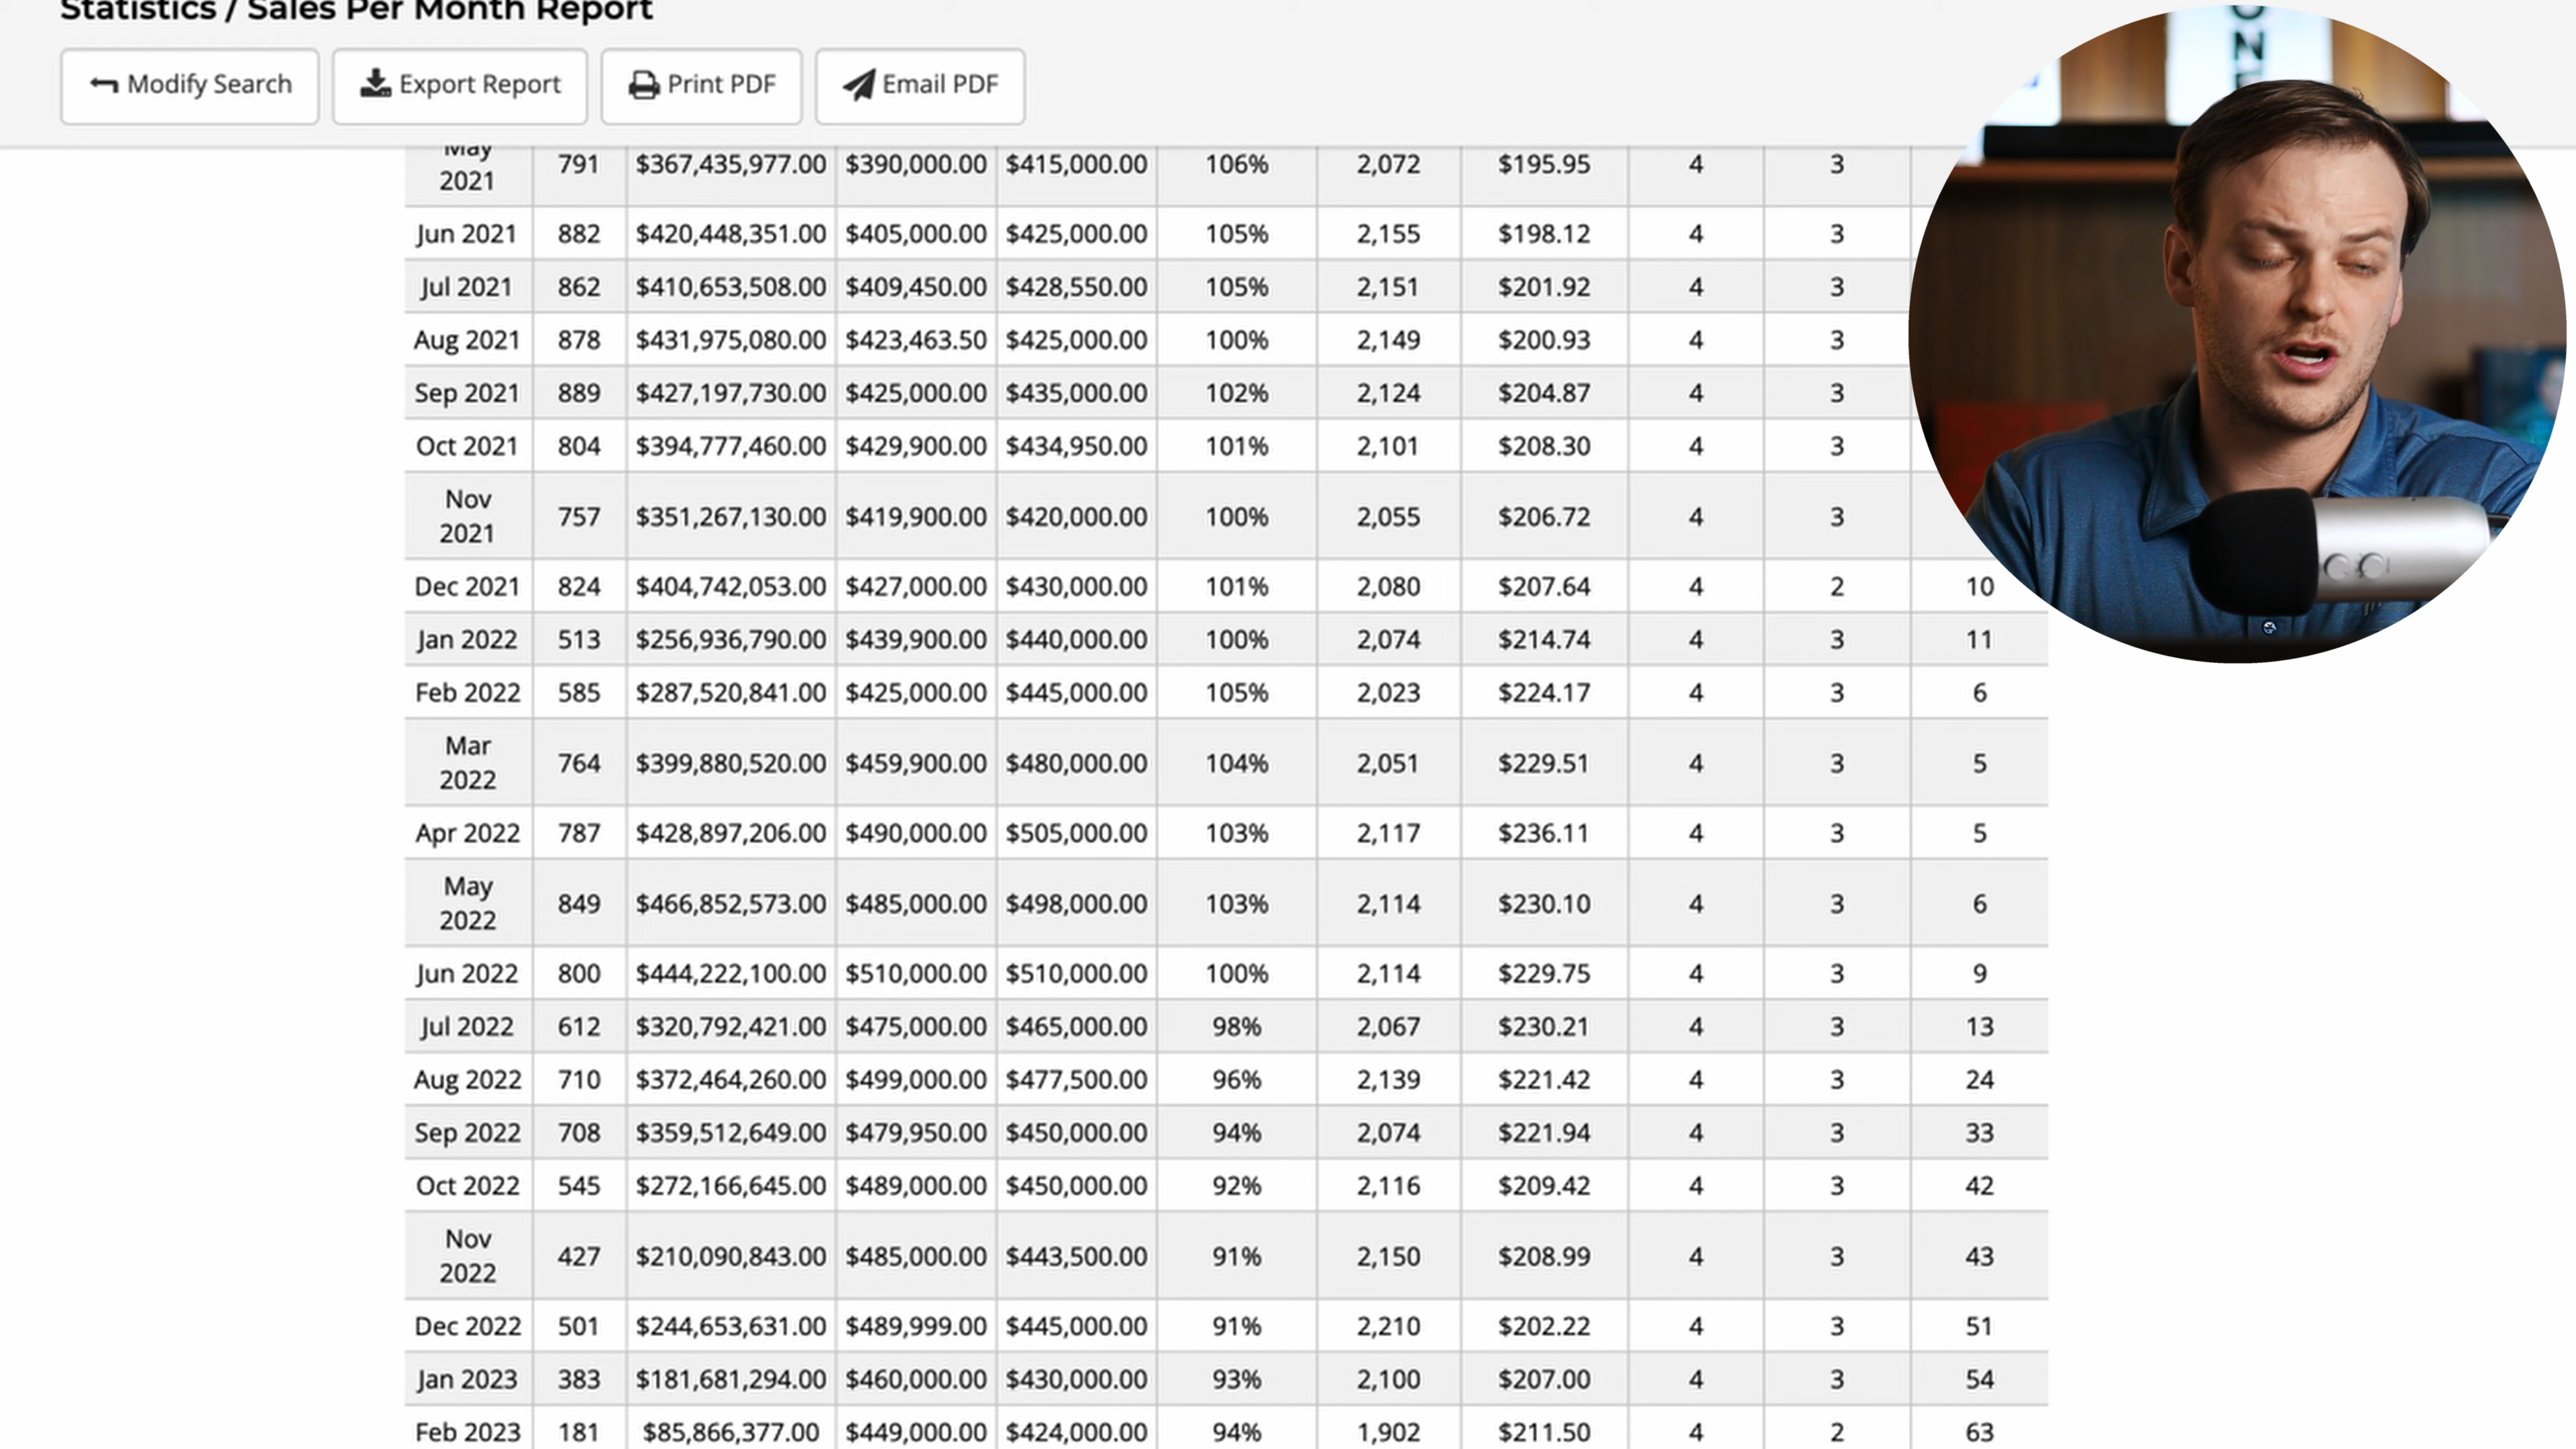 Statistics / Sales Per Month Report
Modify Search Export Report Print PDF Email PDF
May
2021 791 $367,435,977.00 $390,000.00 $415,000.00 106% 2,072 $195.95 4 3
Jun 2021 882 $420,448,351.00 $405,000.00 $425,000.00 105% 2,155 $198.12 4 3
Jul 2021 862 $410,653,508.00 $409,450.00 $428,550.00 105% 2,151 $201.92 4 3
Aug 2021 878 $431,975,080.00 $423,463.50 $425,000.00 100% 2,149 $200.93 4 3
Sep 2021 889 $427,197,730.00 $425,000.00 $435,000.00 102% 2,124 $204.87 4 3
Oct 2021 804 $394,777,460.00 $429,900.00 $434,950.00 101% 2,101 $208.30 4 3
Nov
2021 757 $351,267,130.00 $419,900.00 $420,000.00 100% 2,055 $206.72 4 3
Dec 2021 824 $404,742,053.00 $427,000.00 $430,000.00 101% 2,080 $207.64 4 2 10
Jan 2022 513 $256,936,790.00 $439,900.00 $440,000.00 100% 2,074 $214.74 4 3 11
Feb 2022 585 $287,520,841.00 $425,000.00 $445,000.00 105% 2,023 $224.17 4 3 6
Mar
2022 764 $399,880,520.00 $459,900.00 $480,000.00 104% 2,051 $229.51 4 3 5
Apr 2022 787 $428,897,206.00 $490,000.00 $505,000.00 103% 2,117 $236.11 4 3 5
May
2022 849 $466,852,573.00 $485,000.00 $498,000.00 103% 2,114 $230.10 4 3 6
Jun 2022 800 $444,222,100.00 $510,000.00 $510,000.00 100% 2,114 $229.75 4 3 9
Jul 2022 612 $320,792,421.00 $475,000.00 $465,000.00 98% 2,067 $230.21 4 3 13
Aug 2022 710 $372,464,260.00 $499,000.00 $477,500.00 96% 2,139 $221.42 4 3 24
Sep 2022 708 $359,512,649.00 $479,950.00 $450,000.00 94% 2,074 $221.94 4 3 33
Oct 2022 545 $272,166,645.00 $489,000.00 $450,000.00 92% 2,116 $209.42 4 3 42
Nov
2022 427 $210,090,843.00 $485,000.00 $443,500.00 91% 2,150 $208.99 4 3 43
Dec 2022 501 $244,653,631.00 $489,999.00 $445,000.00 91% 2,210 $202.22 4 3 51
Jan 2023 383 $181,681,294.00 $460,000.00 $430,000.00 93% 2,100 $207.00 4 3 54
Feb 2023 181 $85,866,377.00 $449,000.00 $424,000.00 94% 1,902 $211.50 4 2 63